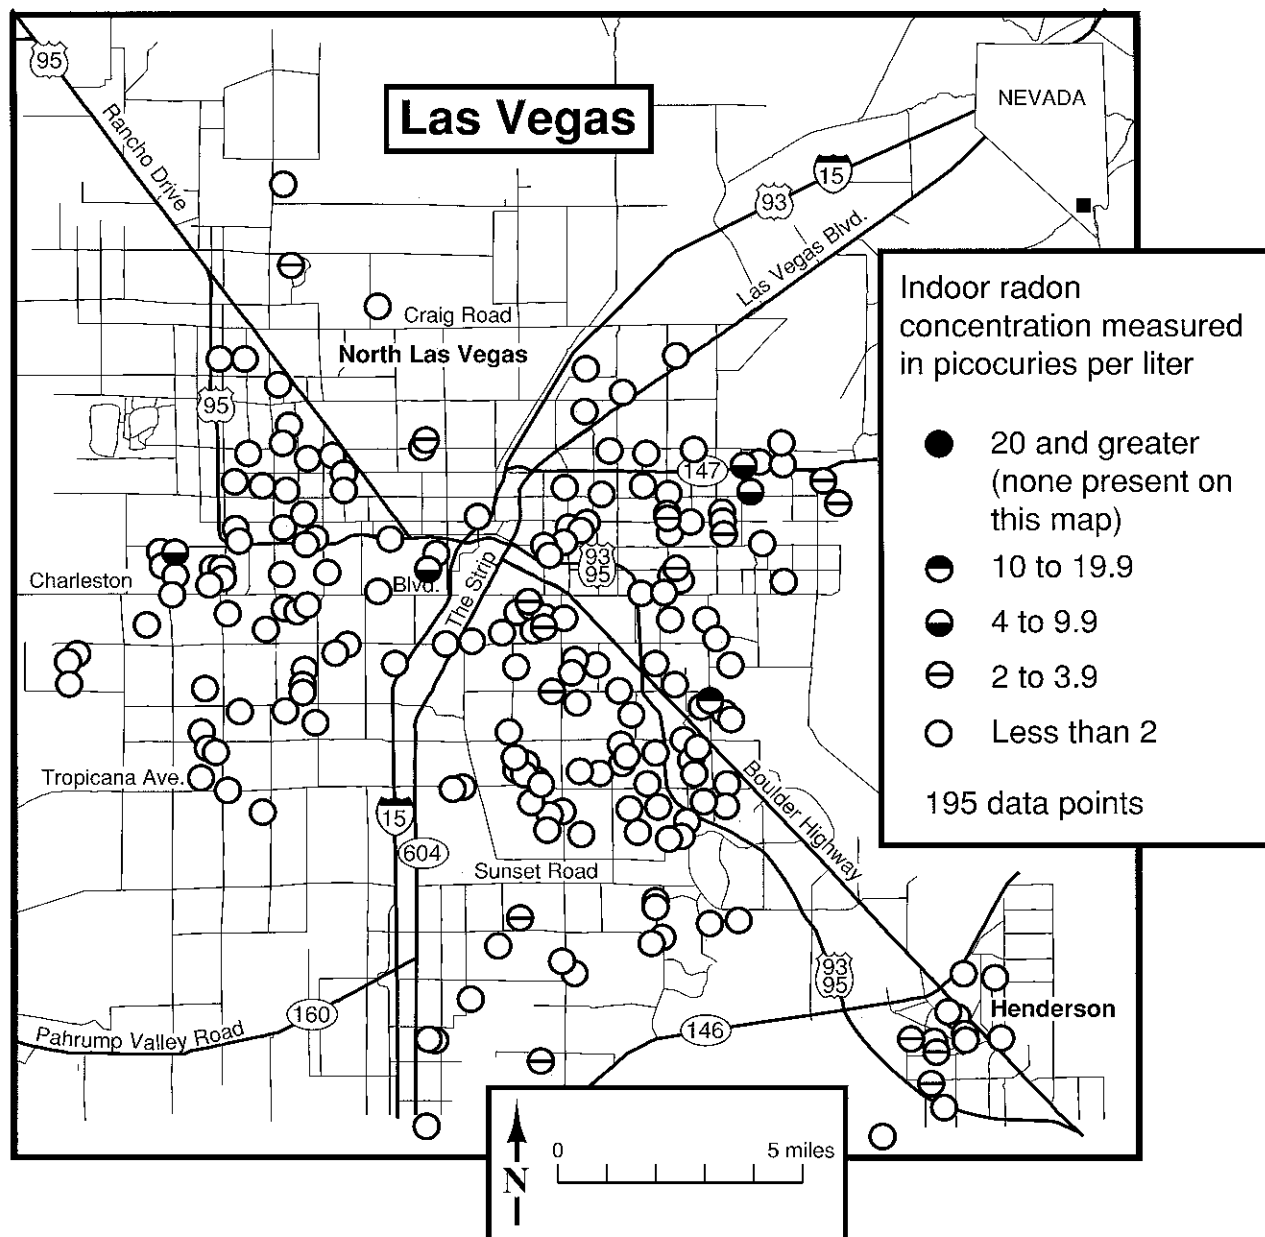 95
Las Vegas
NEVADA
Rancho Drive
15
93
Las Vegas Blvd.
Indoor radon
concentration measured
in picocuries per liter
20 and greater
(none present on
this map)
10 to 19.9
4 to 9.9
2 to 3.9
Less than 2
195 data points
Craig Road
North Las Vegas
95
147
93
95
Charleston
Blvd.
The Strip
Tropicana Ave.
15
604
Boulder Highway
Sunset Road
93
95
160
Pahrump Valley Road
146
Henderson
N
0
5 miles